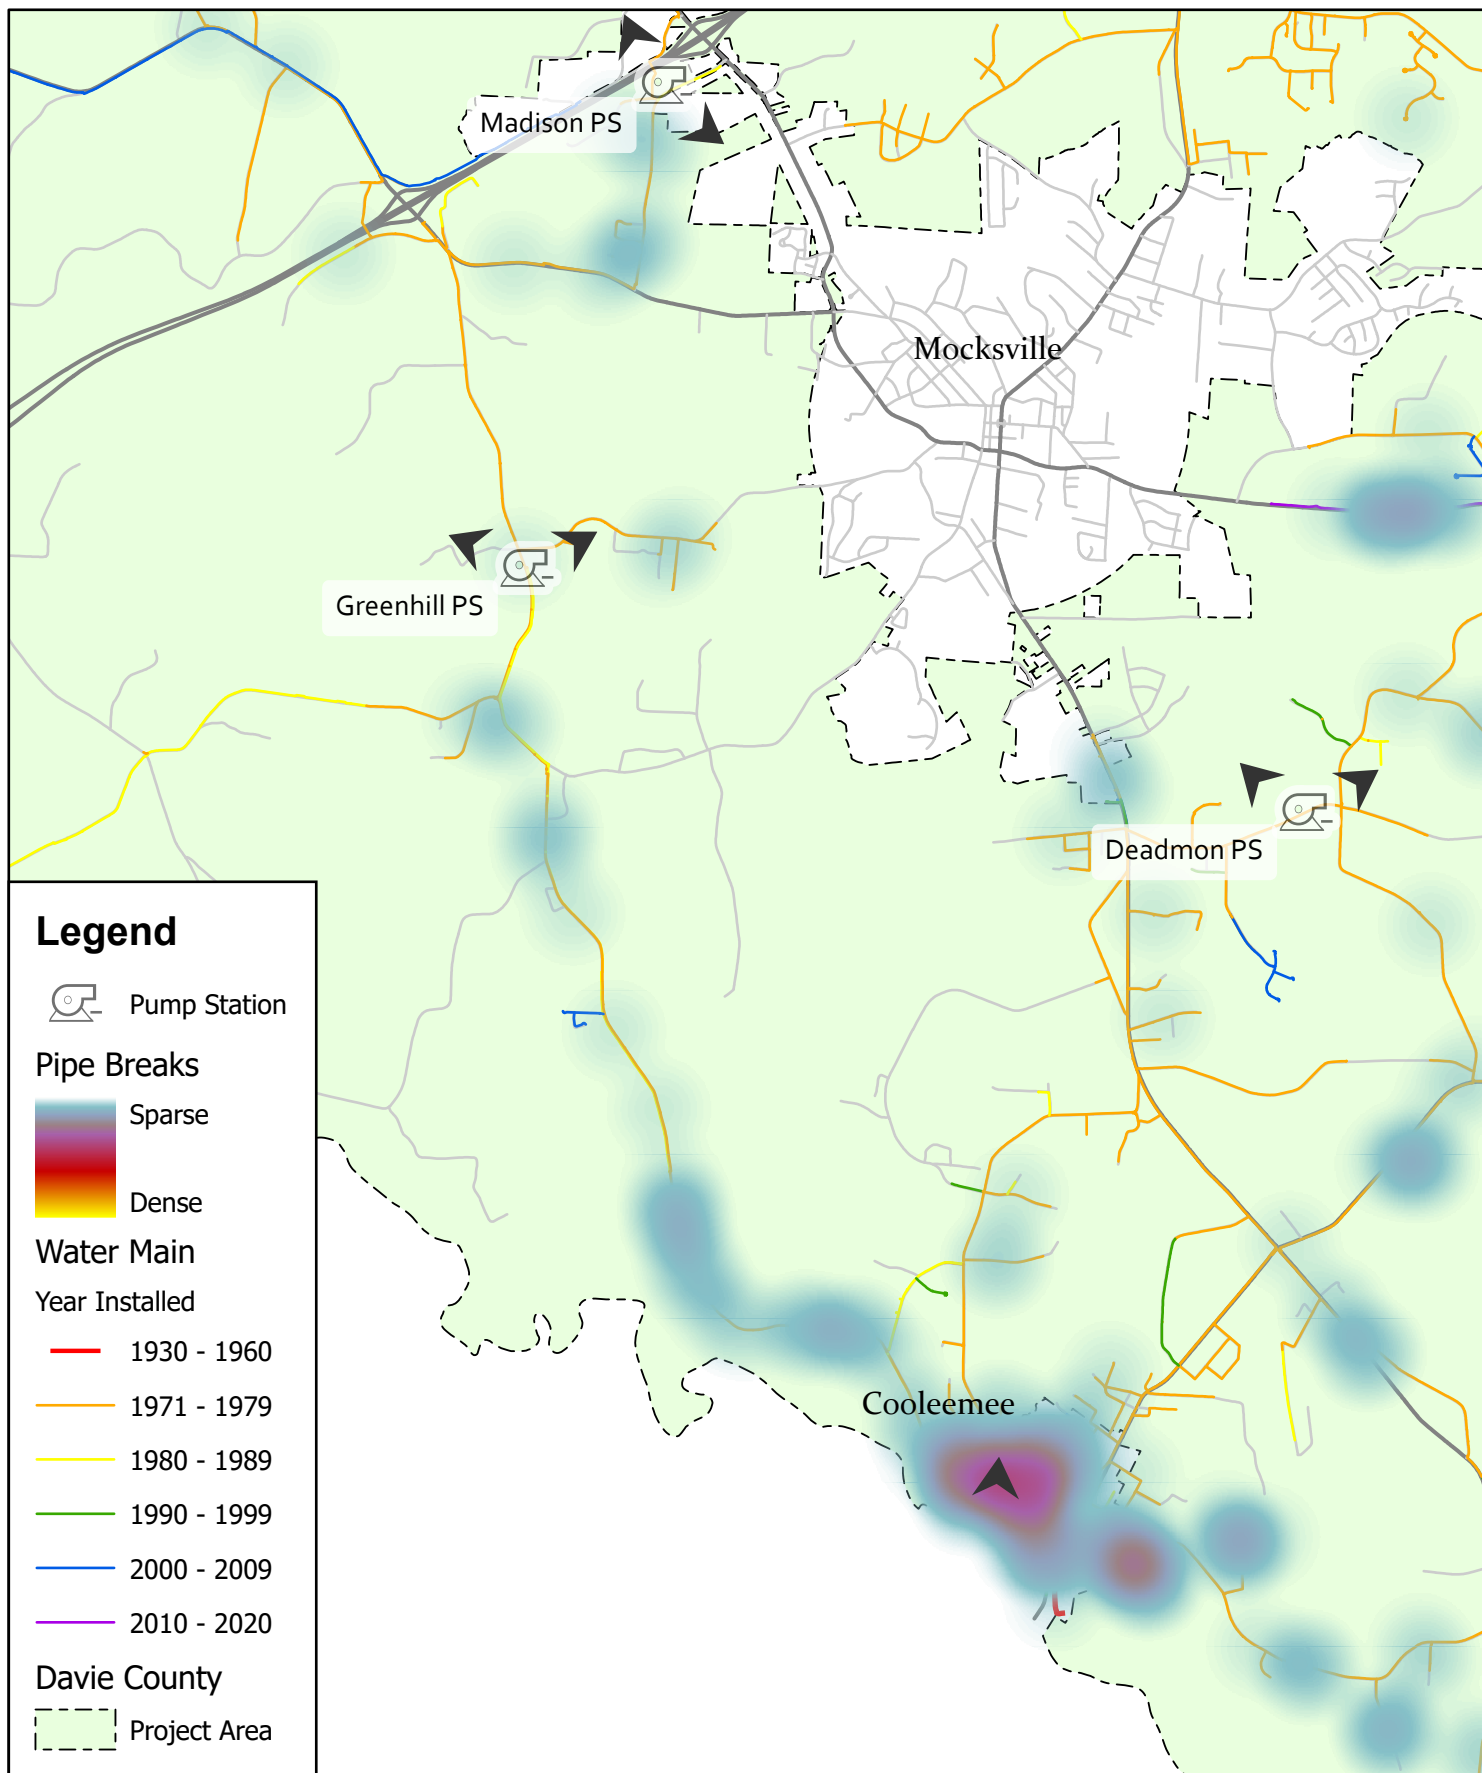 Madison PS
Mocksville
Greenhill PS
Deadmon PS
Cooleemee
Legend
Pump Station
Pipe Breaks
Sparse
Dense
Water Main
Year Installed
1930 - 1960
1971 - 1979
1980 - 1989
1990 - 1999
2000 - 2009
2010 - 2020
Davie County
Project Area